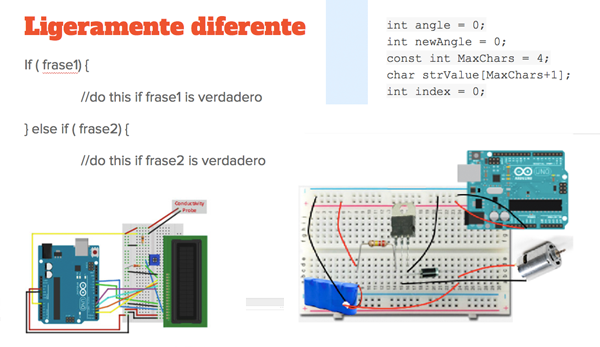 Ligeramente diferente
If ( frase1) {
//do this if frase1 is verdadero
} else if ( frase2) {
//do this if frase2 is verdadero
int angle = 0;
int newAngle = 0;
const int MaxChars = 4;
char strValue[MaxChars+1];
int index = 0;
Conductivity
Probe
ARDUINO
UNO